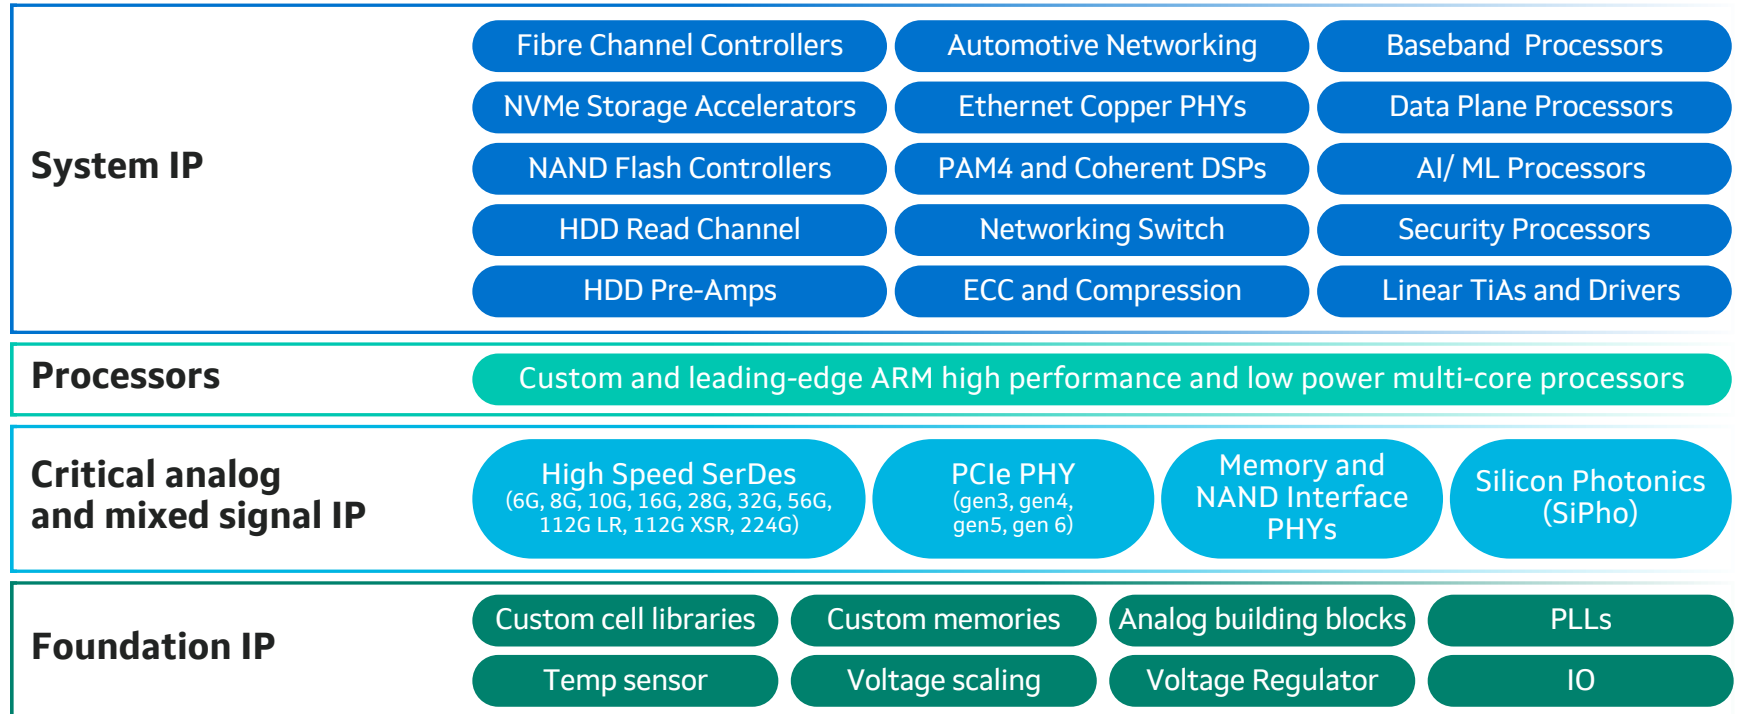 System IP
Fibre Channel Controllers
Automotive Networking
Baseband Processors
NVMe Storage Accelerators
Ethernet Copper PHYs
Data Plane Processors
NAND Flash Controllers
PAM4 and Coherent DSPs
AI/ ML Processors
HDD Read Channel
Networking Switch
Security Processors
HDD Pre-Amps
ECC and Compression
Linear TiAs and Drivers
Processors
Custom and leading-edge ARM high performance and low power multi-core processors
Critical analog
and mixed signal IP
High Speed SerDes
(6G, 8G, 10G, 16G, 28G, 32G, 56G,
112G LR, 112G XSR, 224G)
PCIe PHY
(gen3, gen4,
gen5, gen 6)
Memory and
NAND Interface
PHYs
Silicon Photonics
(SiPho)
Foundation IP
Custom cell libraries
Custom memories
Analog building blocks
PLLs
Temp sensor
Voltage scaling
Voltage Regulator
IO